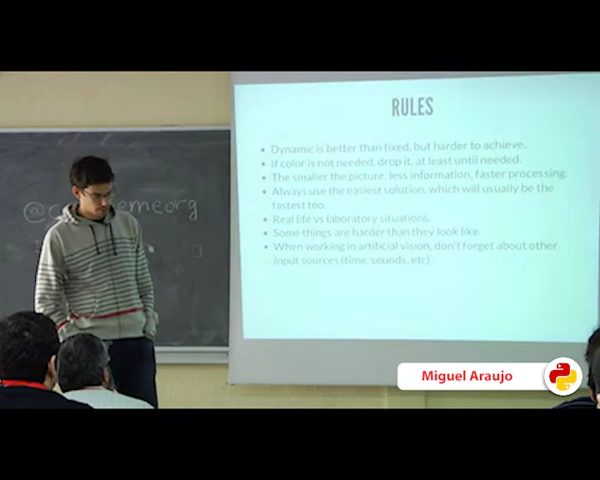 RULES
Dynamic is better than fixed, but harder to achieve.
If color is not needed, drop it, at least until needed.
The smaller the picture, less information, faster processing.
Always use the easiest solution, which will usually be the
fastest too.
Real life vs laboratory situations.
Some things are harder than they look like.
When working in artificial vision, don't forget about other
input sources (time, sounds, etc).
Miguel Araujo